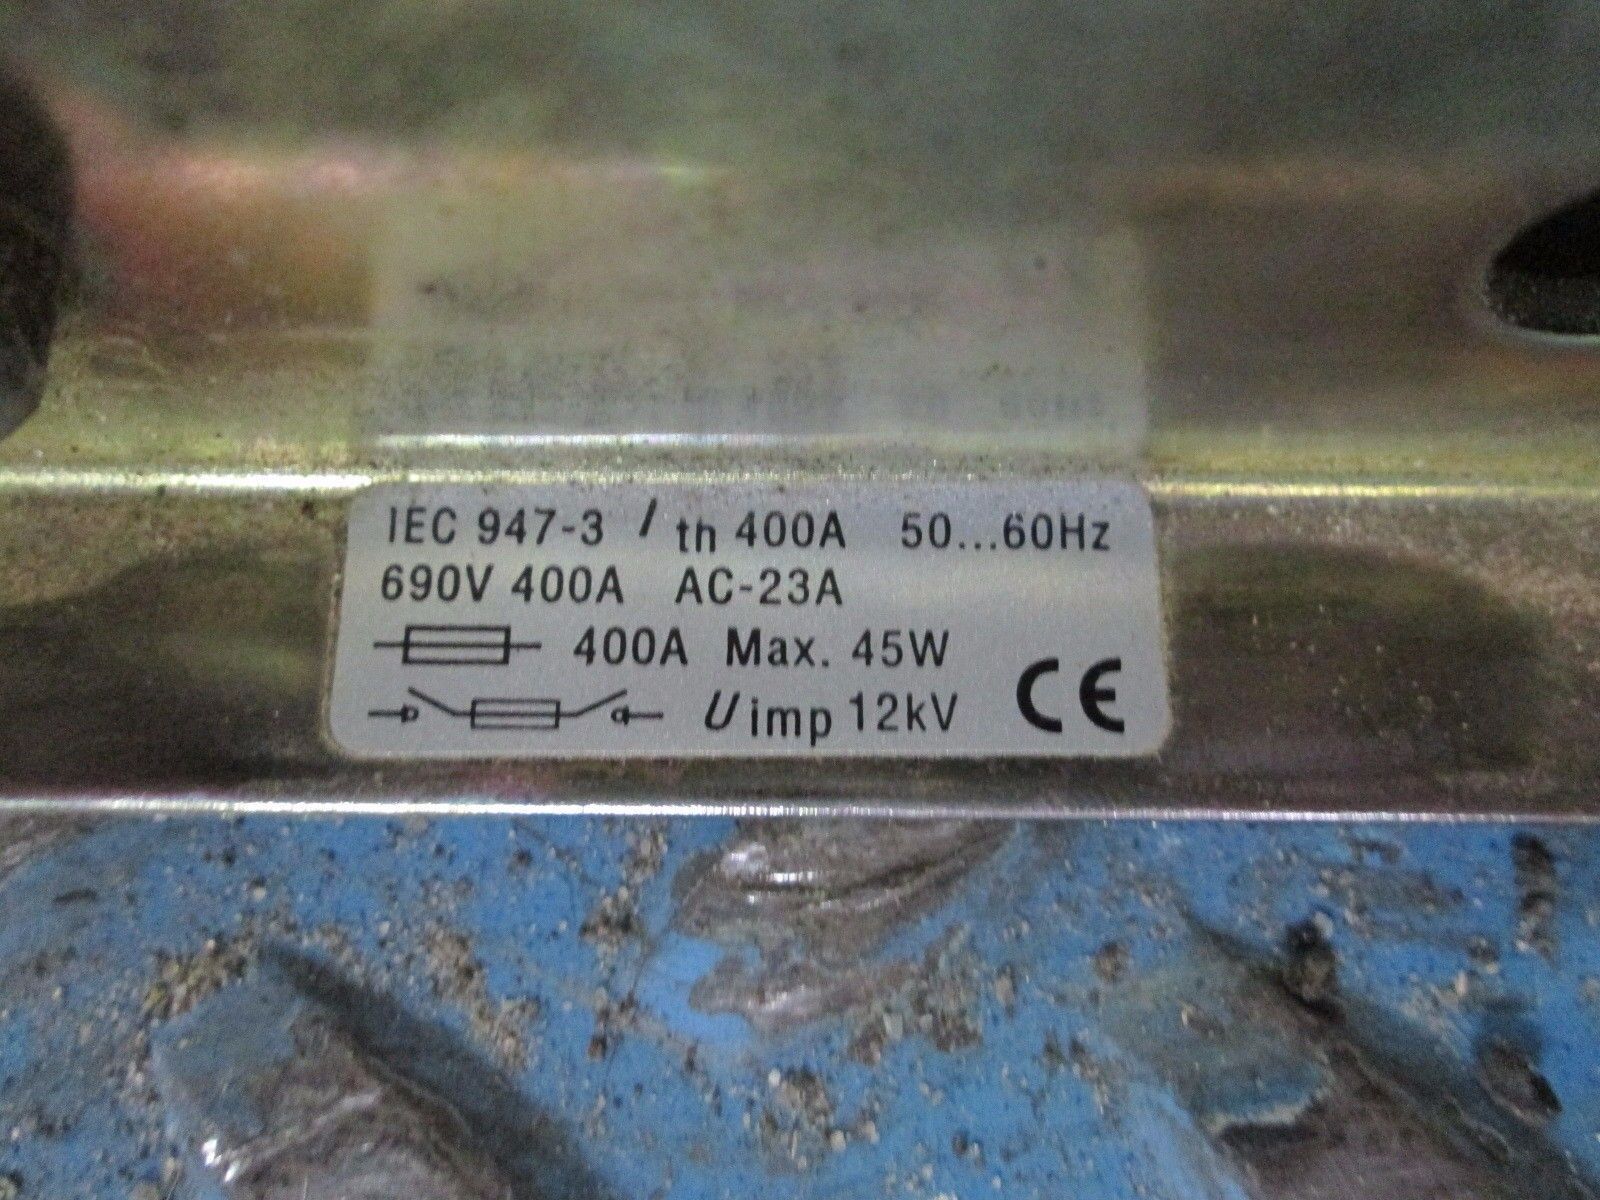 IEC 947-3 Ith 400A 50...60Hz
690V 400A AC-23A
400A Max. 45W
Uimp 12kV CE